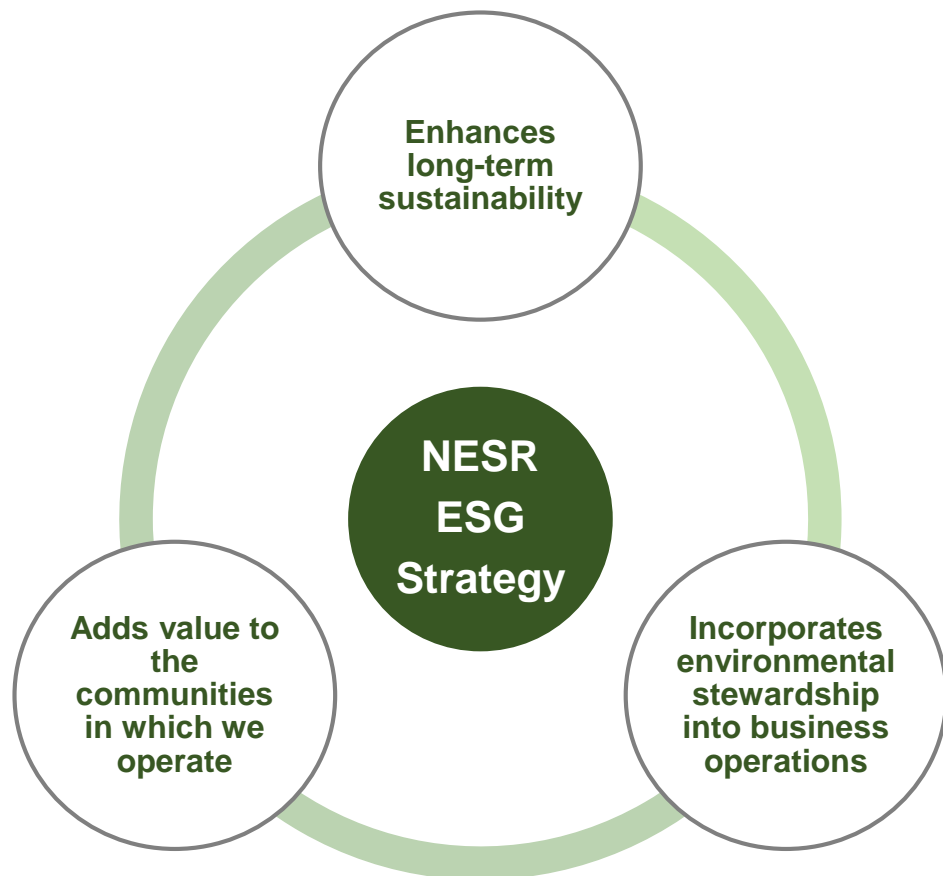 Enhances
long-term
sustainability
NESR
ESG
Strategy
Adds value to
the
communities
in which we
operate
Incorporates
environmental
stewardship
into business
operations